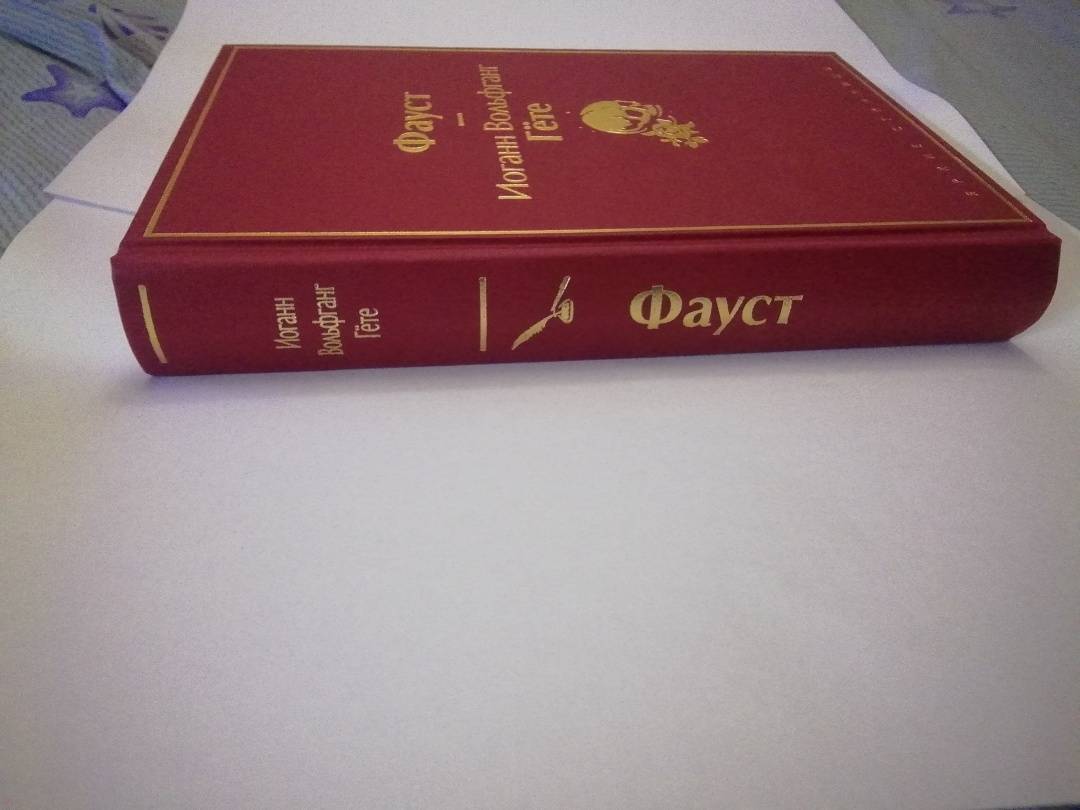 Фауст
Иоганн Вольфганг
Гёте
Иоганн
Вольфганг
Гёте
Фауст